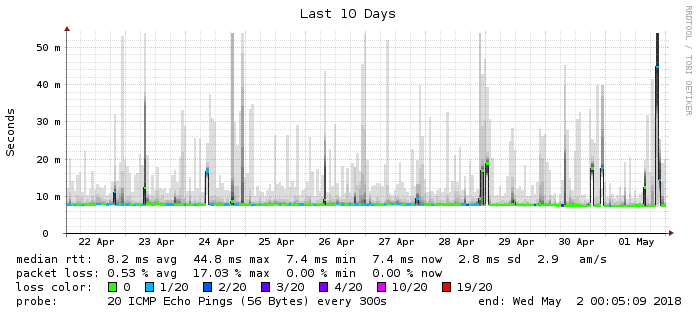 Last 10 Days
RRDTOOL / TOBI OETIKER
Seconds
50 m
40 m
30 m
20 m
10 m
0
22 Apr 23 Apr 24 Apr 25 Apr 26 Apr 27 Apr 28 Apr 29 Apr 30 Apr 01 May
median rtt: 8.2 ms avg 44.8 ms max 7.4 ms min 7.4 ms now 2.8 ms sd 2.9 am/s
packet loss: 0.53 % avg 17.03 % max 0.00 % min 0.00 % now
loss color: 0 1/20 2/20 3/20 4/20 10/20 19/20
probe: 20 ICMP Echo Pings (56 Bytes) every 300s end: Wed May 2 00:05:09 2018